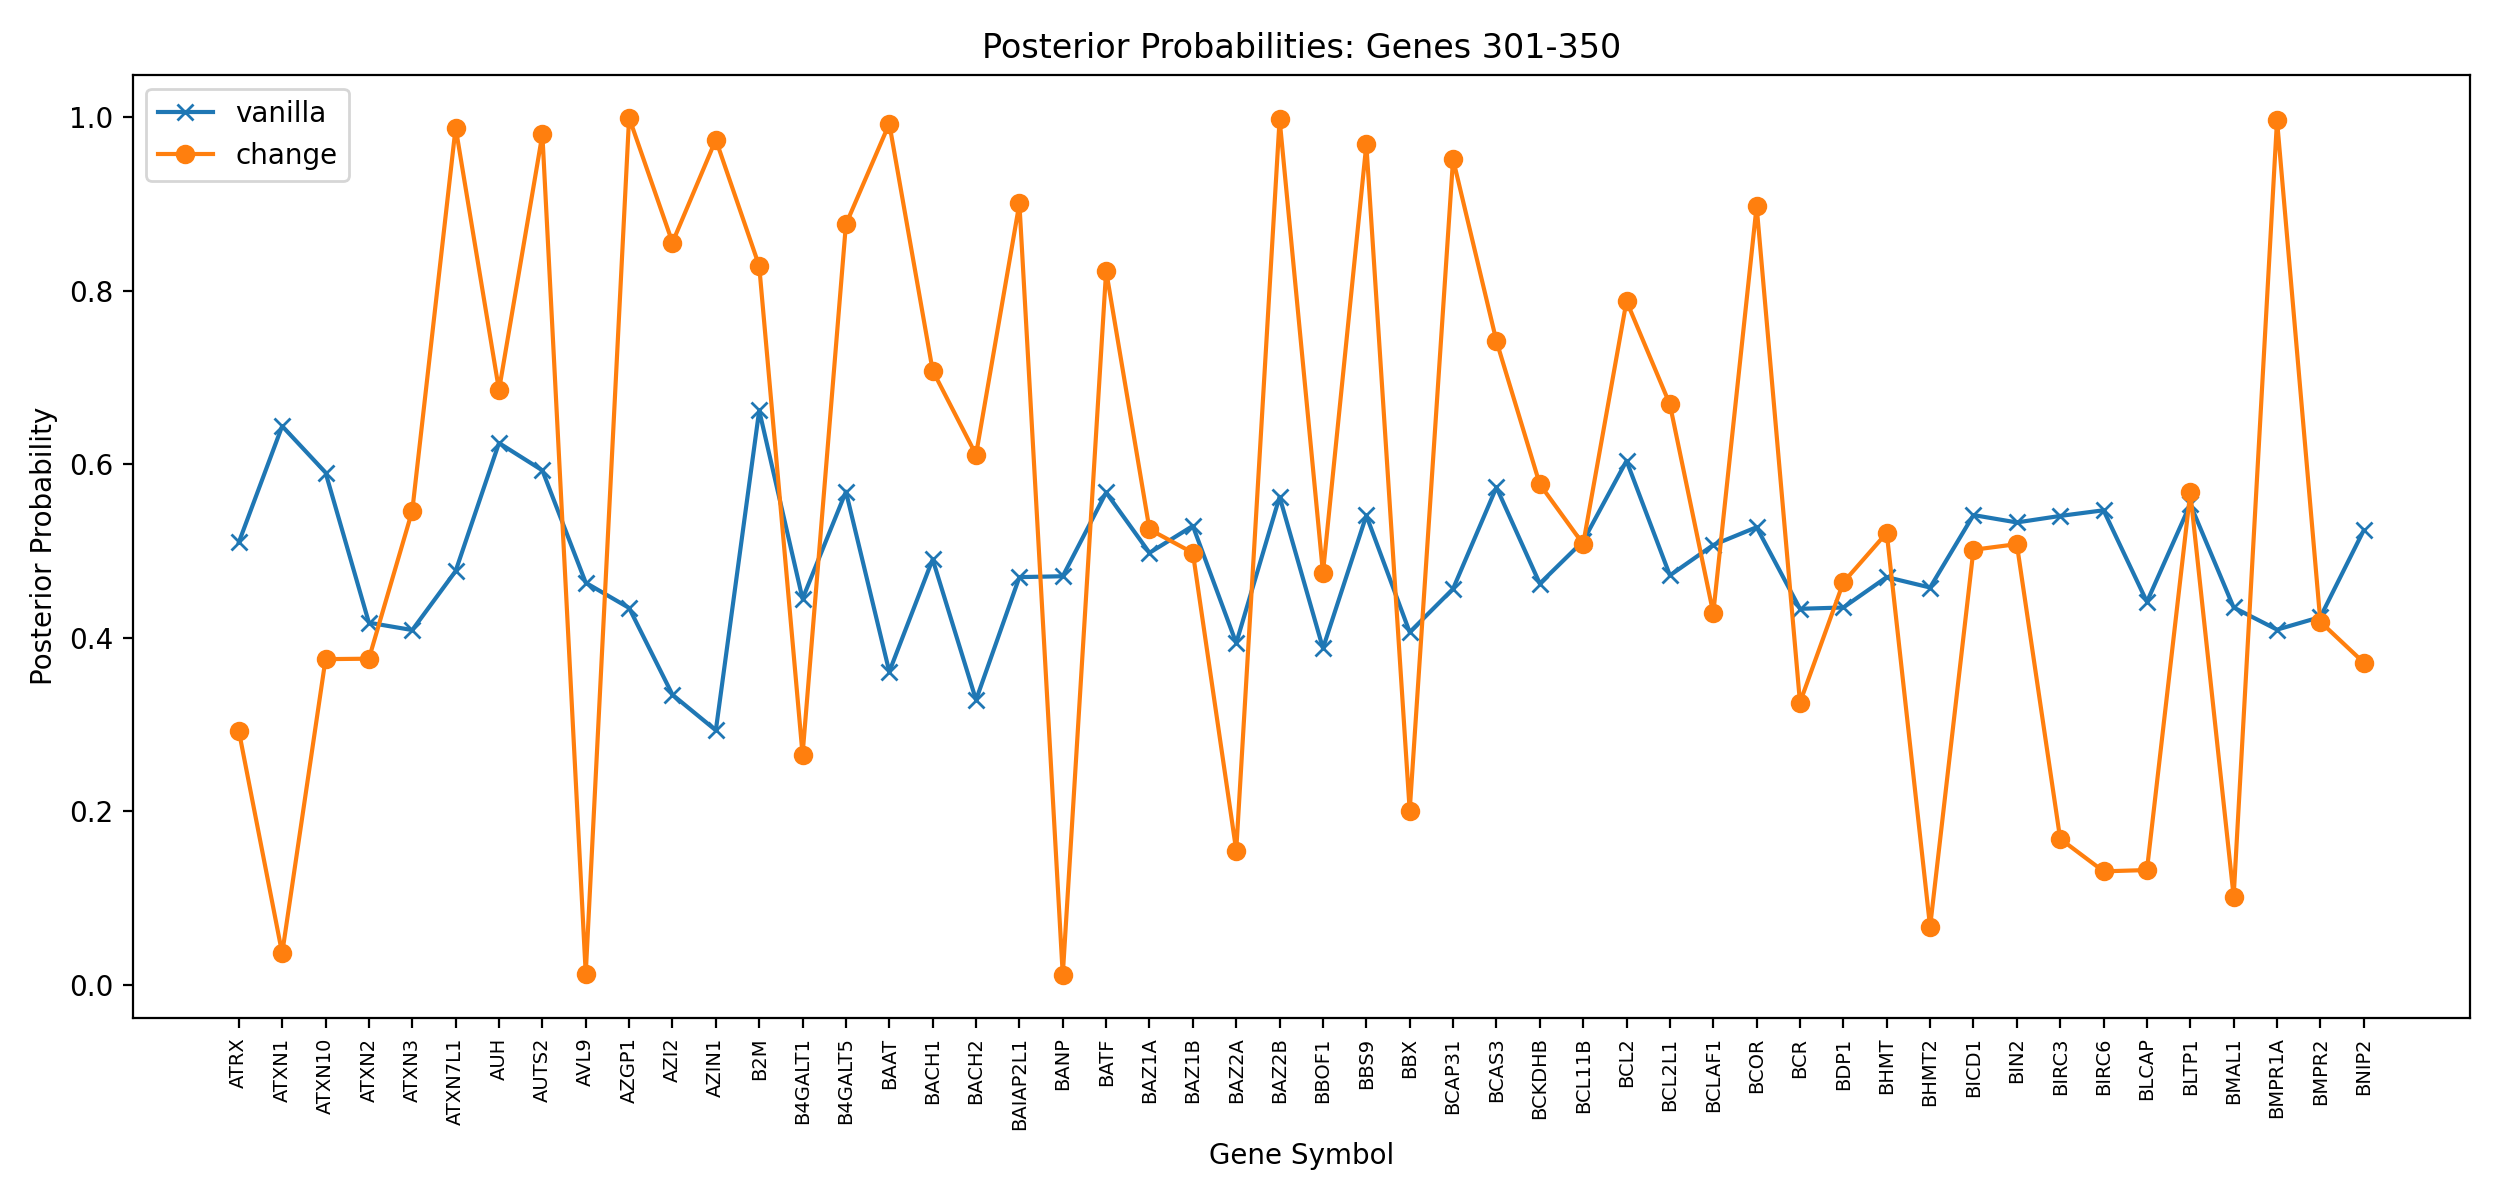 Posterior Probabilities: Genes 301-350
vanilla
change
Posterior Probability
1.0
0.8
0.6
0.4
0.2
0.0
ATRX
ATXN1
ATXN10
ATXN2
ATXN3
ATXN7L1
AUH
AUTS2
AVL9
AZGP1
AZI2
AZIN1
B2M
B4GALT1
B4GALT5
BAAT
BACH1
BACH2
BAIAP2L1
BANP
BATF
BAZ1A
BAZ1B
BAZ2A
BAZ2B
BBOF1
BBS9
BBX
BCAP31
BCAS3
BCKDHB
BCL11B
BCL2
BCL2L1
BCLAF1
BCOR
BCR
BDP1
BHMT
BHMT2
BICD1
BIN2
BIRC3
BIRC6
BLCAP
BLTP1
BMAL1
BMPR1A
BMPR2
BNIP2
Gene Symbol